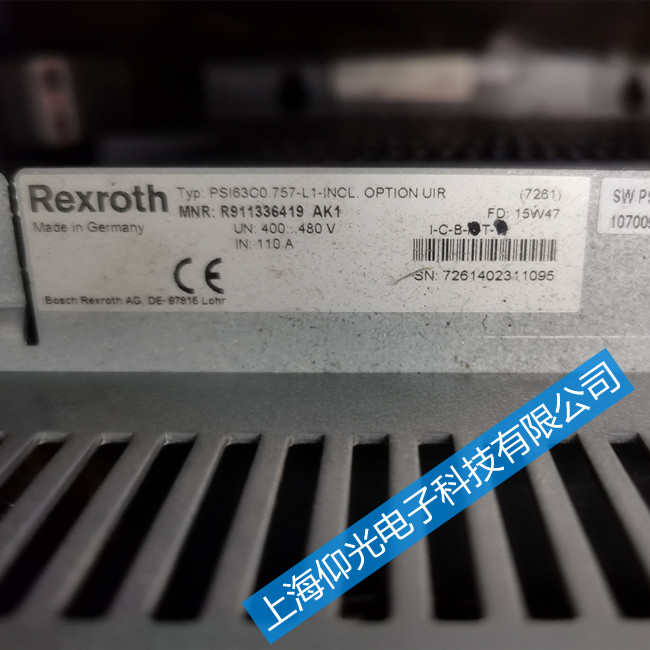 Rexroth
Typ: PSI63C0.757-L1-INCL. OPTION UIR (7261)
MNR: R911336419 AK1
FD: 15W47
Made in Germany
UN: 400...480 V
I-C-B- T-
IN: 110 A
CE
SN: 7261402311095
Bosch Rexroth AG, DE-97816 Lohr
SW PS
10700
上海仰光电子科技有限公司